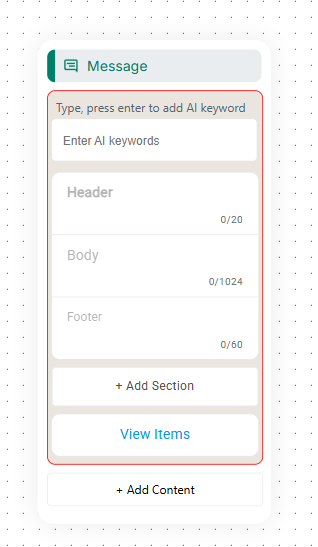 Message
Type, press enter to add AI keyword
Enter AI keywords
Header
0/20
Body
0/1024
Footer
0/60
+ Add Section
View Items
+ Add Content